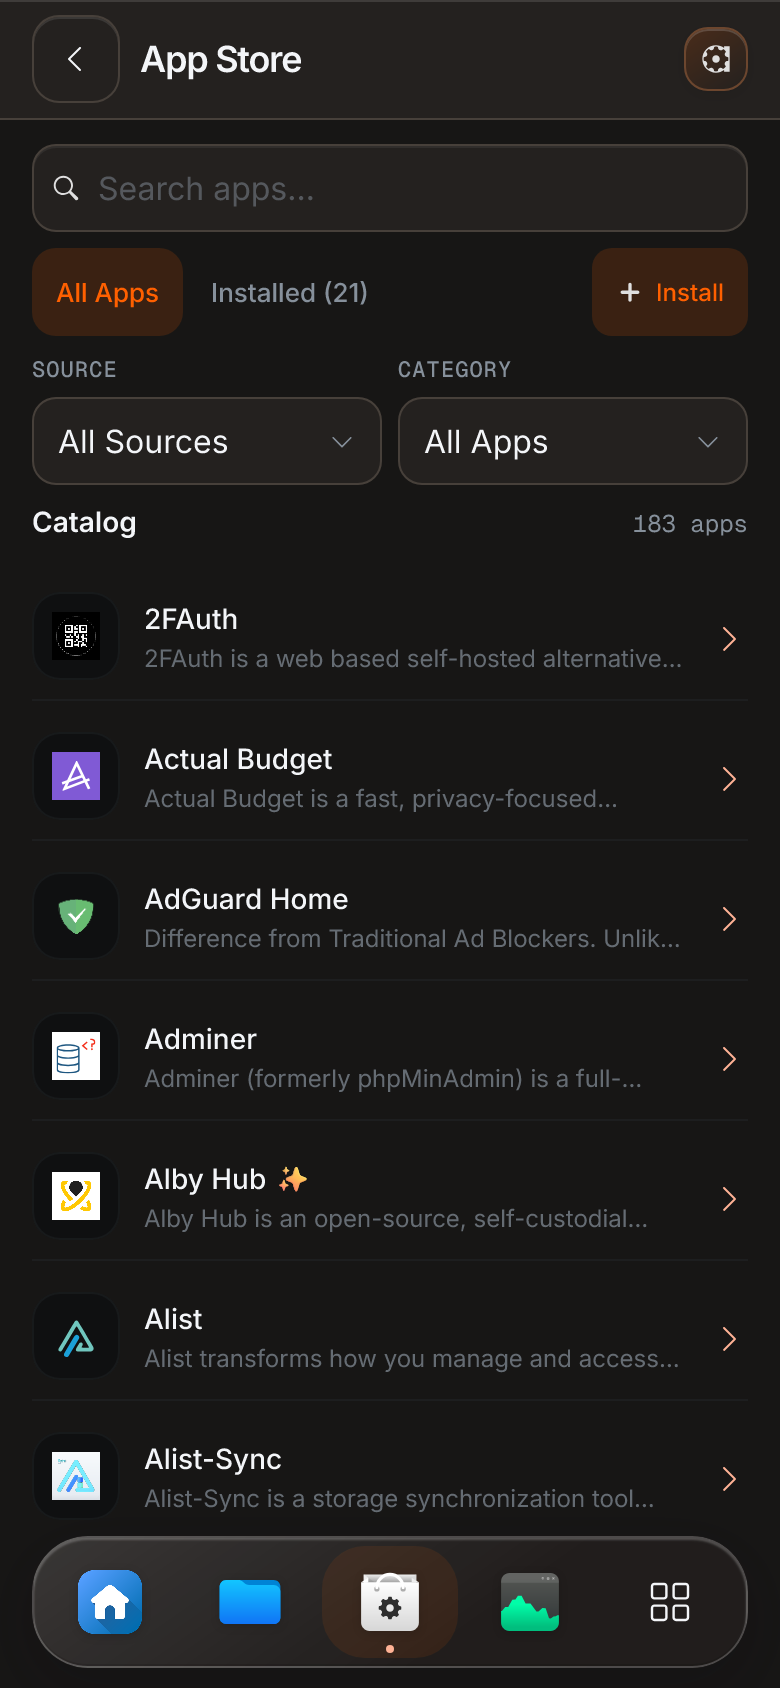 App Store
Search apps...
All Apps
Installed (21)
+ Install
SOURCE
CATEGORY
All Sources
All Apps
Catalog
183 apps
2FAuth
2FAuth is a web based self-hosted alternative...
Actual Budget
Actual Budget is a fast, privacy-focused...
AdGuard Home
Difference from Traditional Ad Blockers. Unlik...
Adminer
Adminer (formerly phpMinAdmin) is a full-...
Alby Hub ✨
Alby Hub is an open-source, self-custodial...
Alist
Alist transforms how you manage and access...
Alist-Sync
Alist-Sync is a storage synchronization tool...